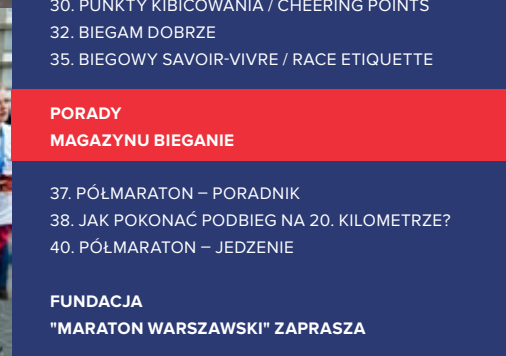 30. PUNKTY KIBICOWANIA / CHEERING POINTS
32. BIEGAM DOBRZE
35. BIEGOWY SAVOIR-VIVRE / RACE ETIQUETTE
PORADY
MAGAZYNU BIEGANIE
37. PÓŁMARATON – PORADNIK
38. JAK POKONAĆ PODBIEG NA 20. KILOMETRZE?
40. PÓŁMARATON – JEDZENIE
FUNDACJA
"MARATON WARSZAWSKI" ZAPRASZA